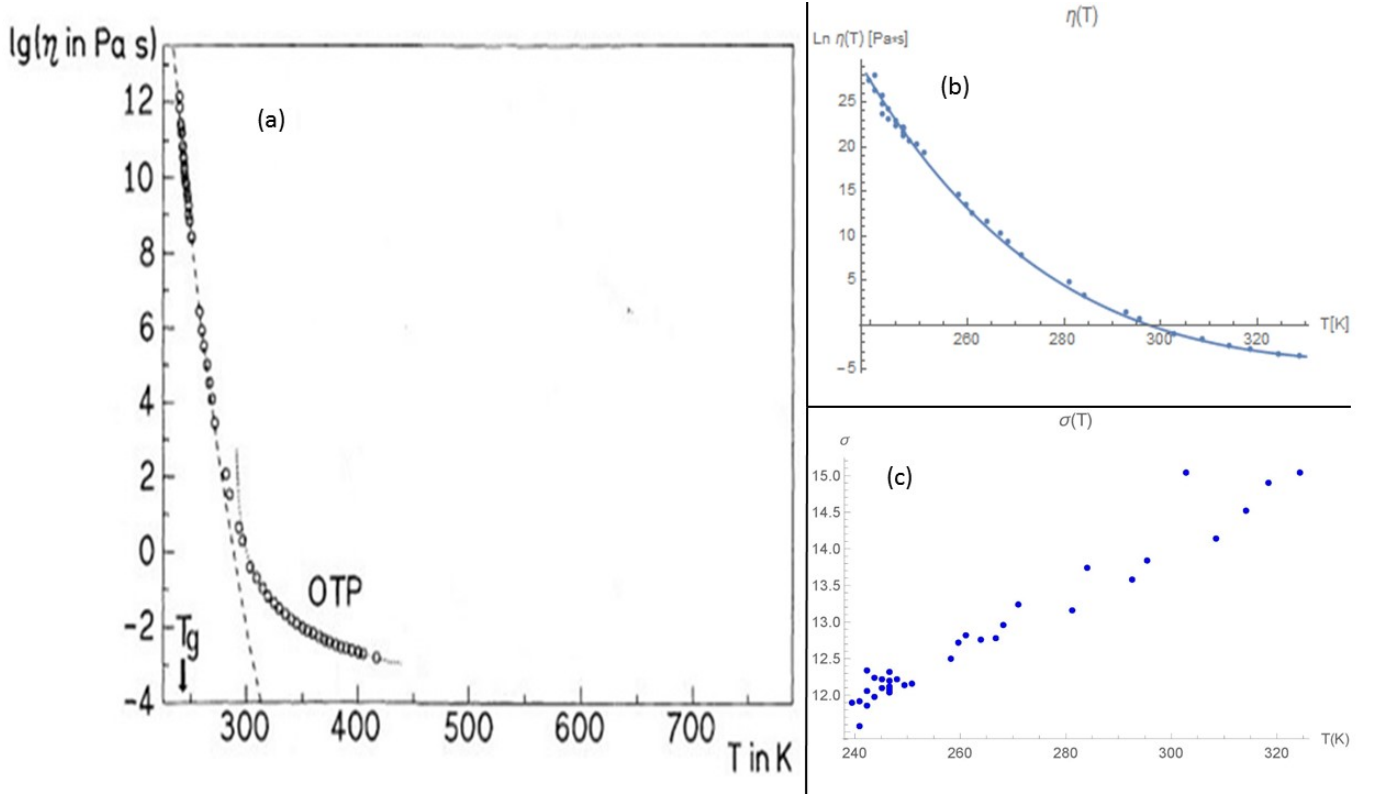 lg(η in Pa s)
(a)
12
10
8
6
4
2
0
-2
-4
Tg
OTP
300 400 500 600 700
T in K
η(T)
Ln η(T) [Pa*s]
(b)
25
20
15
10
5
-5
260 280 300 320
T[K]
σ(T)
σ
(c)
15.0
14.5
14.0
13.5
13.0
12.5
12.0
240 260 280 300 320
T(K)